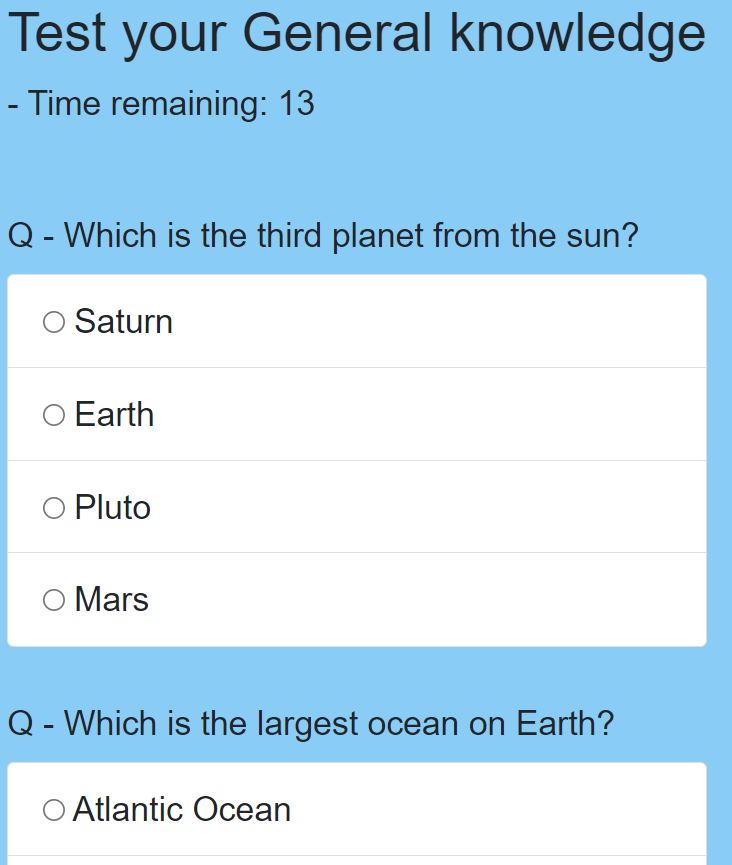 Test your General knowledge
- Time remaining: 13
Q - Which is the third planet from the sun?
Saturn
Earth
Pluto
Mars
Q - Which is the largest ocean on Earth?
Atlantic Ocean